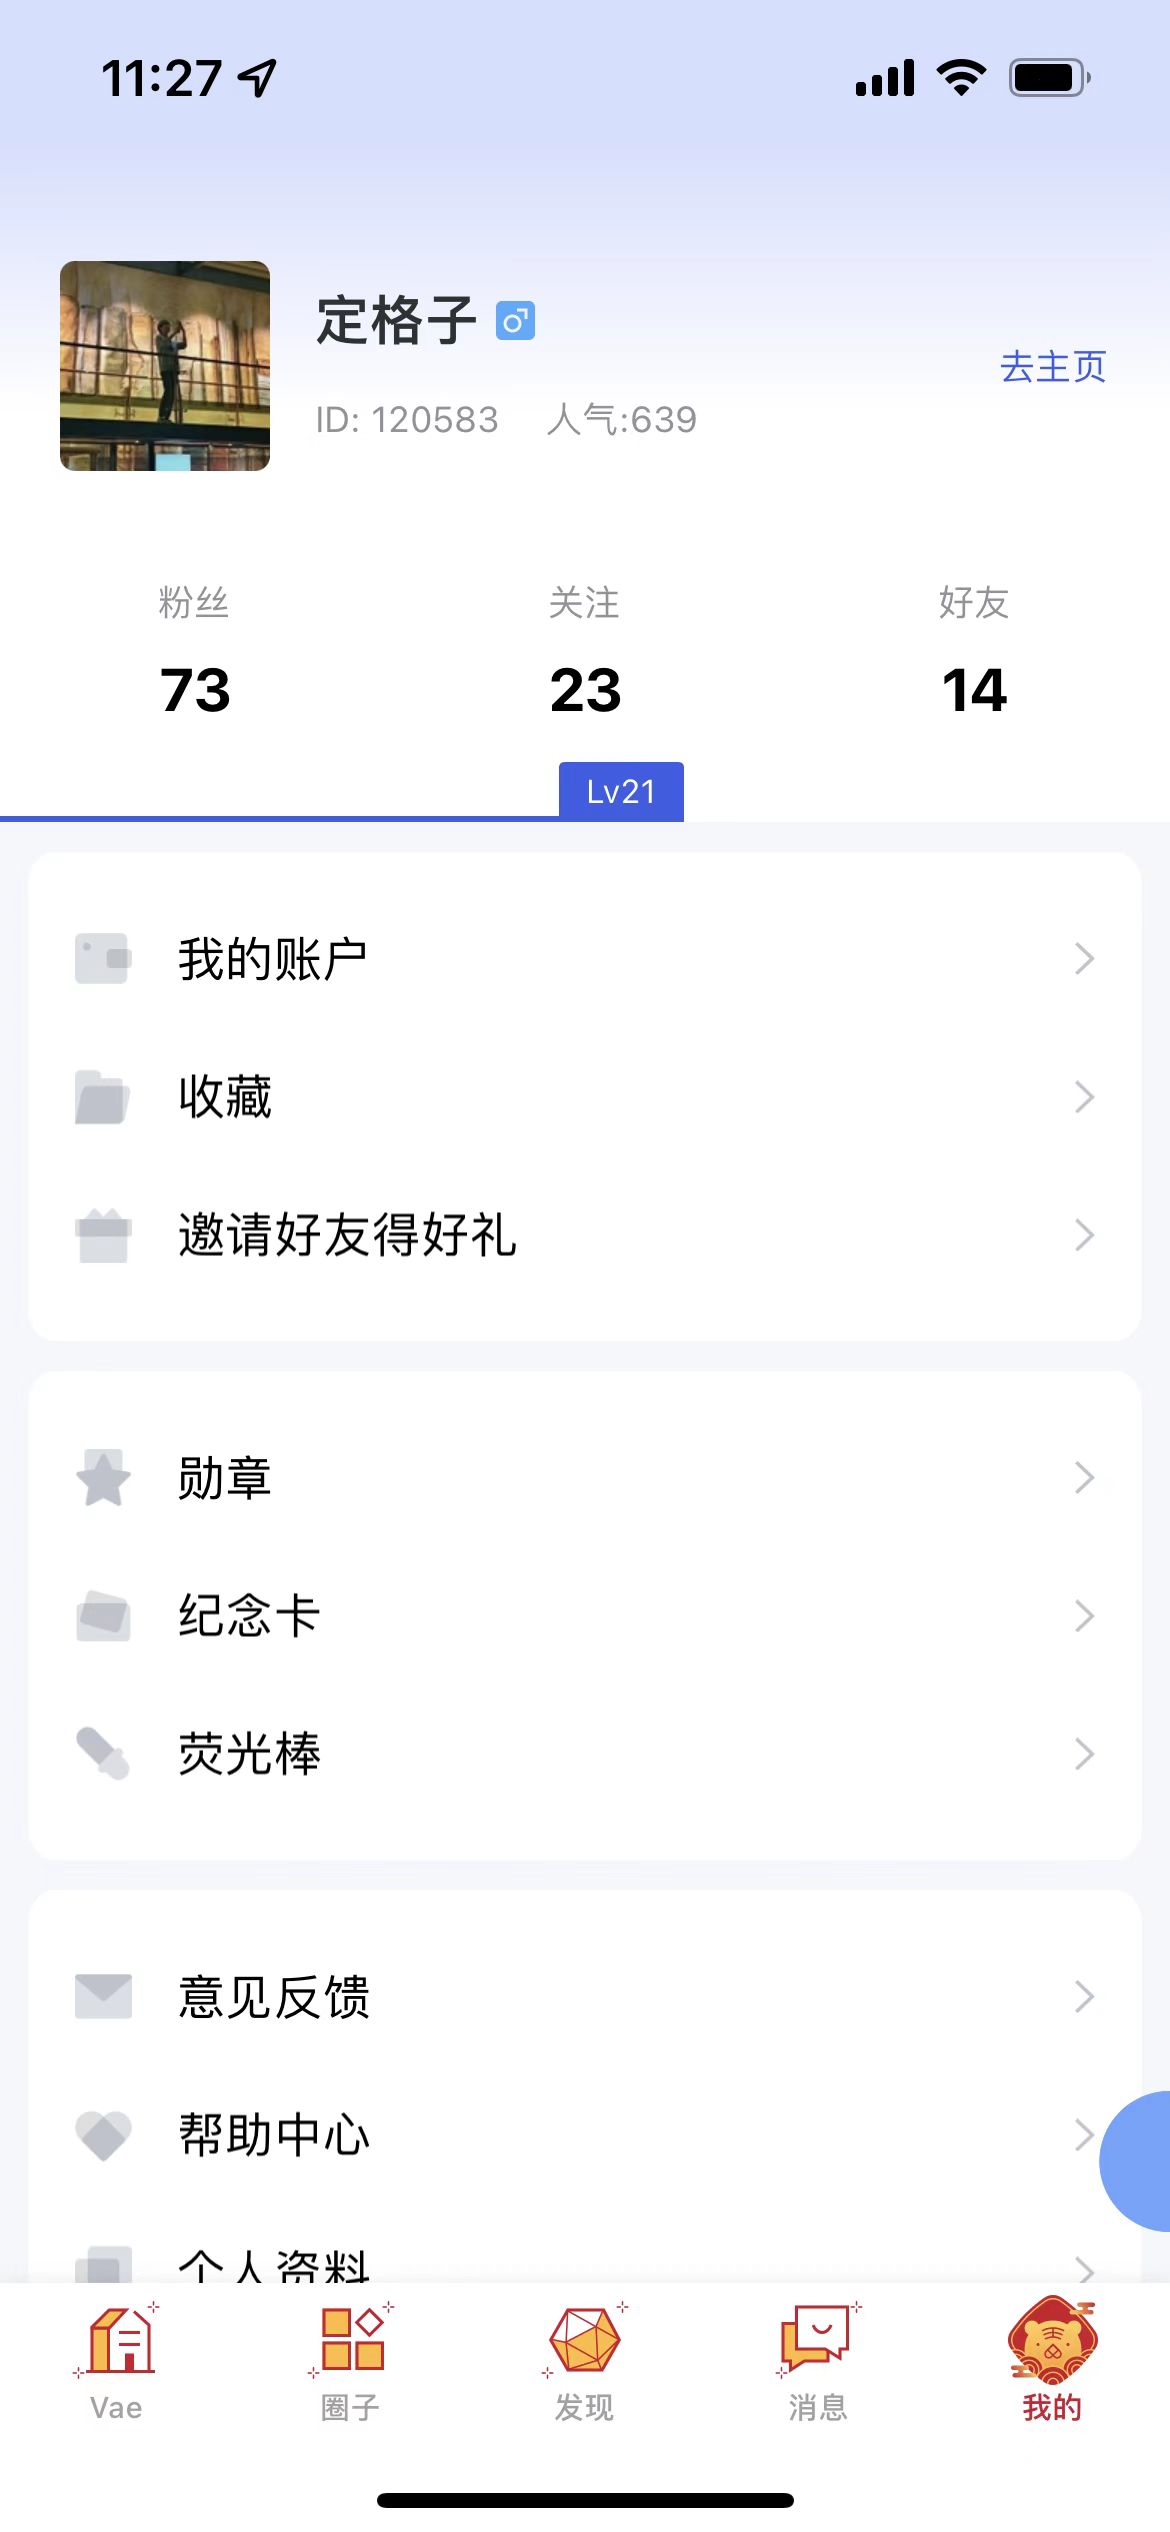 11:27
定格子
去主页
ID: 120583 人气:639
粉丝 关注 好友
73 23 14
Lv21
我的账户
收藏
邀请好友得好礼
勋章
纪念卡
荧光棒
意见反馈
帮助中心
个人资料
Vae 圈子 发现 消息 我的